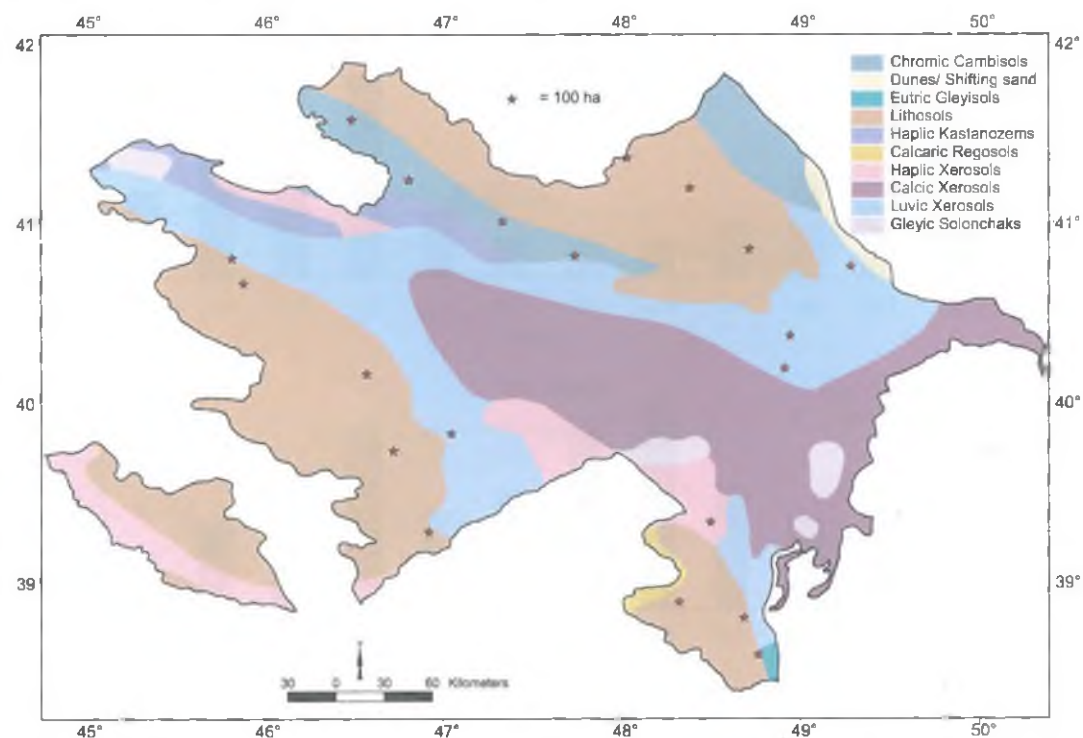 45° 46° 47° 48° 49° 50°
42° 42°
= 100 ha
Chromic Cambisols
Dunes/ Shifting sand
Eutric Gleyisols
Lithosols
Haplic Kastanozems
Calcaric Regosols
Haplic Xerosols
Calcic Xerosols
Luvic Xerosols
Gleyic Solonchaks
41° 41°
40° 40°
39° 39°
30 0 30 60 Kilometers
45° 46° 47° 48° 49° 50°